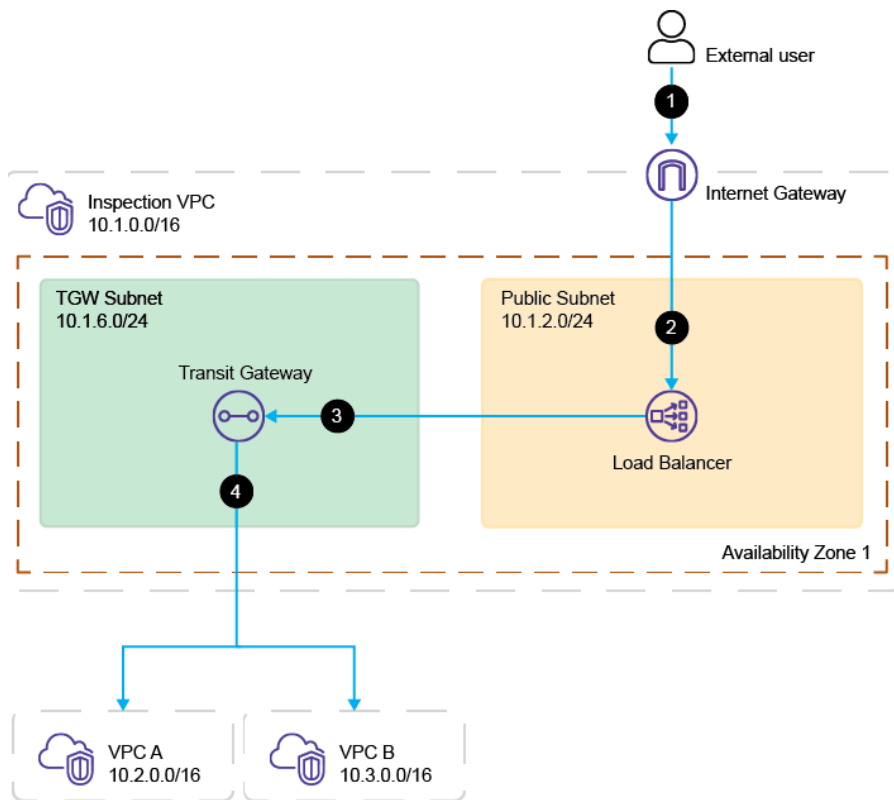 External user
1
Internet Gateway
Inspection VPC
10.1.0.0/16
TGW Subnet
10.1.6.0/24
Public Subnet
10.1.2.0/24
2
Transit Gateway
3
Load Balancer
4
Availability Zone 1
VPC A
10.2.0.0/16
VPC B
10.3.0.0/16